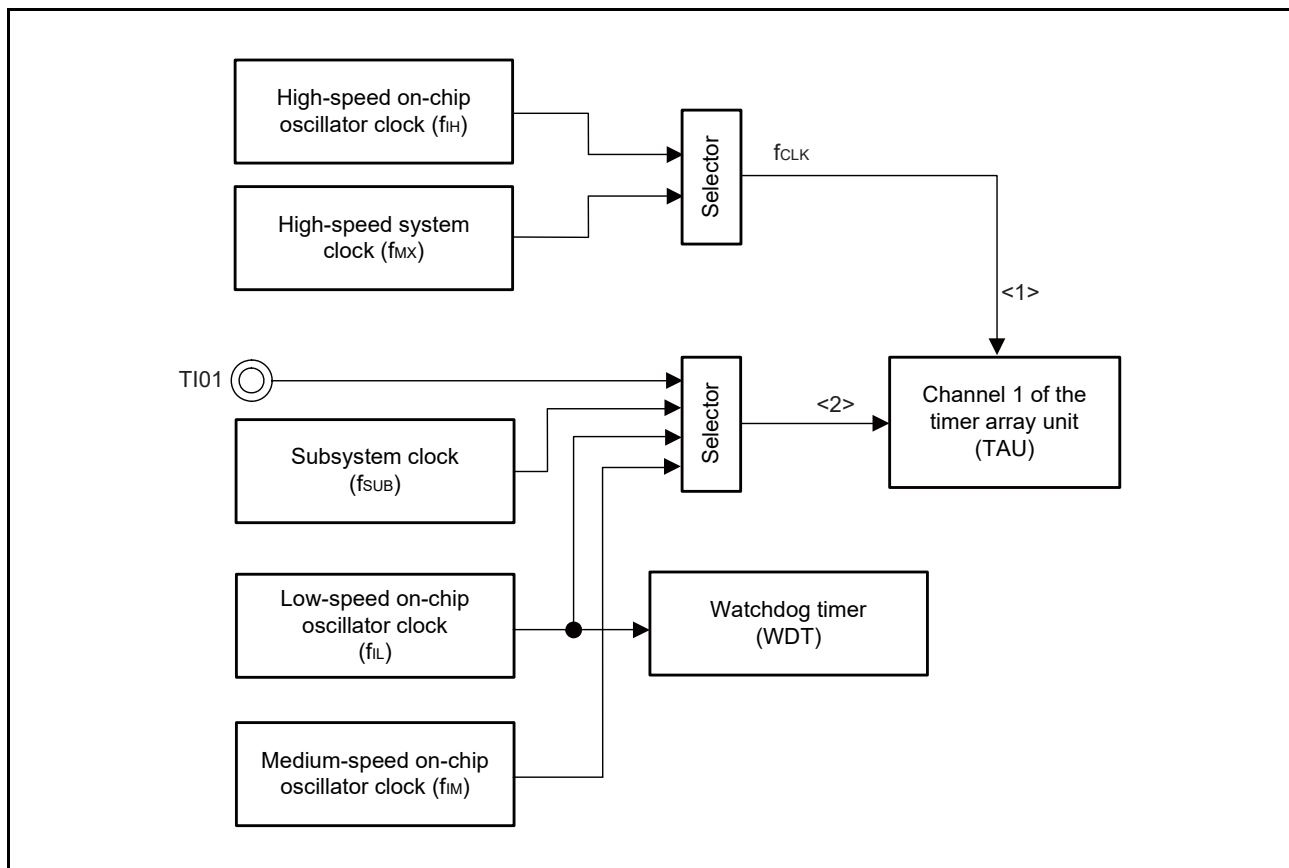 High-speed on-chip
oscillator clock (fIH)
High-speed system
clock (fMX)
Selector
fCLK
<1>
TI01
Subsystem clock
(fSUB)
Selector
<2>
Channel 1 of the
timer array unit
(TAU)
Low-speed on-chip
oscillator clock
(fIL)
Watchdog timer
(WDT)
Medium-speed on-chip
oscillator clock (fIM)